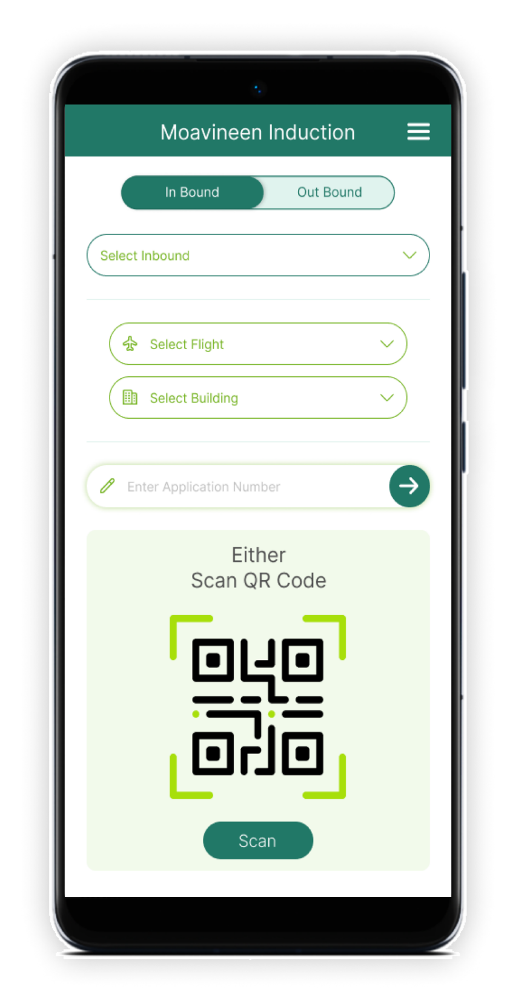 Moavineen Induction
In Bound
Out Bound
Select Inbound
Select Flight
Select Building
Enter Application Number
Either
Scan QR Code
Scan